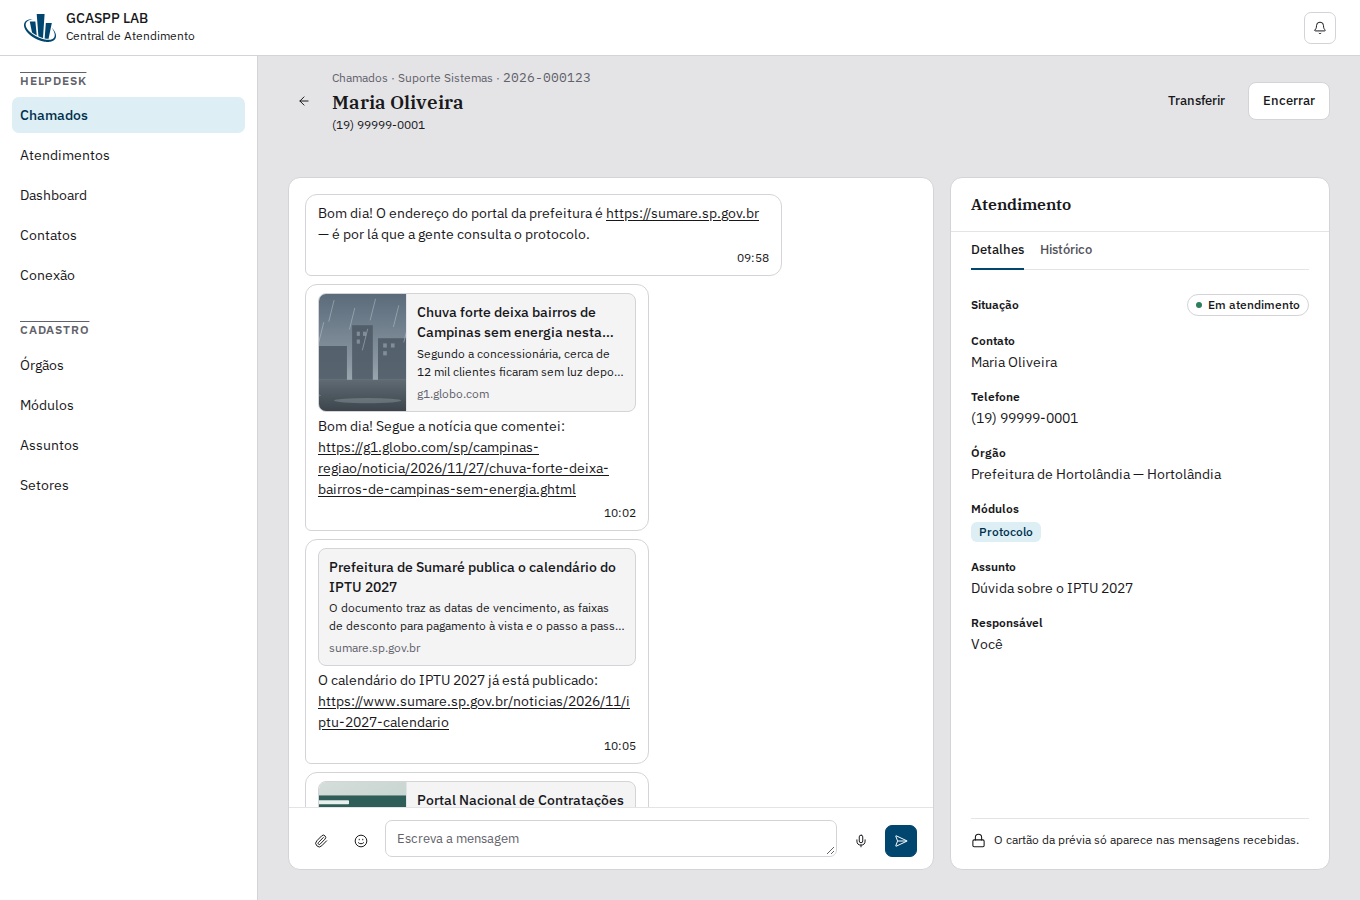 GCASPP LAB
Central de Atendimento
HELPDESK
Chamados
Atendimentos
Dashboard
Contatos
Conexão
CADASTRO
Órgãos
Módulos
Assuntos
Setores
Chamados · Suporte Sistemas · 2026-000123
Maria Oliveira
(19) 99999-0001
Transferir
Encerrar
Bom dia! O endereço do portal da prefeitura é https://sumare.sp.gov.br
— é por lá que a gente consulta o protocolo.
09:58
Chuva forte deixa bairros de
Campinas sem energia nesta...
Segundo a concessionária, cerca de
12 mil clientes ficaram sem luz depo...
g1.globo.com
Bom dia! Segue a notícia que comentei:
https://g1.globo.com/sp/campinas-
regiao/noticia/2026/11/27/chuva-forte-deixa-
bairros-de-campinas-sem-energia.ghtml
10:02
Prefeitura de Sumaré publica o calendário do
IPTU 2027
O documento traz as datas de vencimento, as faixas
de desconto para pagamento à vista e o passo a pass...
sumare.sp.gov.br
O calendário do IPTU 2027 já está publicado:
https://www.sumare.sp.gov.br/noticias/2026/11/i
ptu-2027-calendario
10:05
Portal Nacional de Contratações
Escreva a mensagem
Atendimento
Detalhes
Histórico
Situação
Em atendimento
Contato
Maria Oliveira
Telefone
(19) 99999-0001
Órgão
Prefeitura de Hortolândia — Hortolândia
Módulos
Protocolo
Assunto
Dúvida sobre o IPTU 2027
Responsável
Você
O cartão da prévia só aparece nas mensagens recebidas.